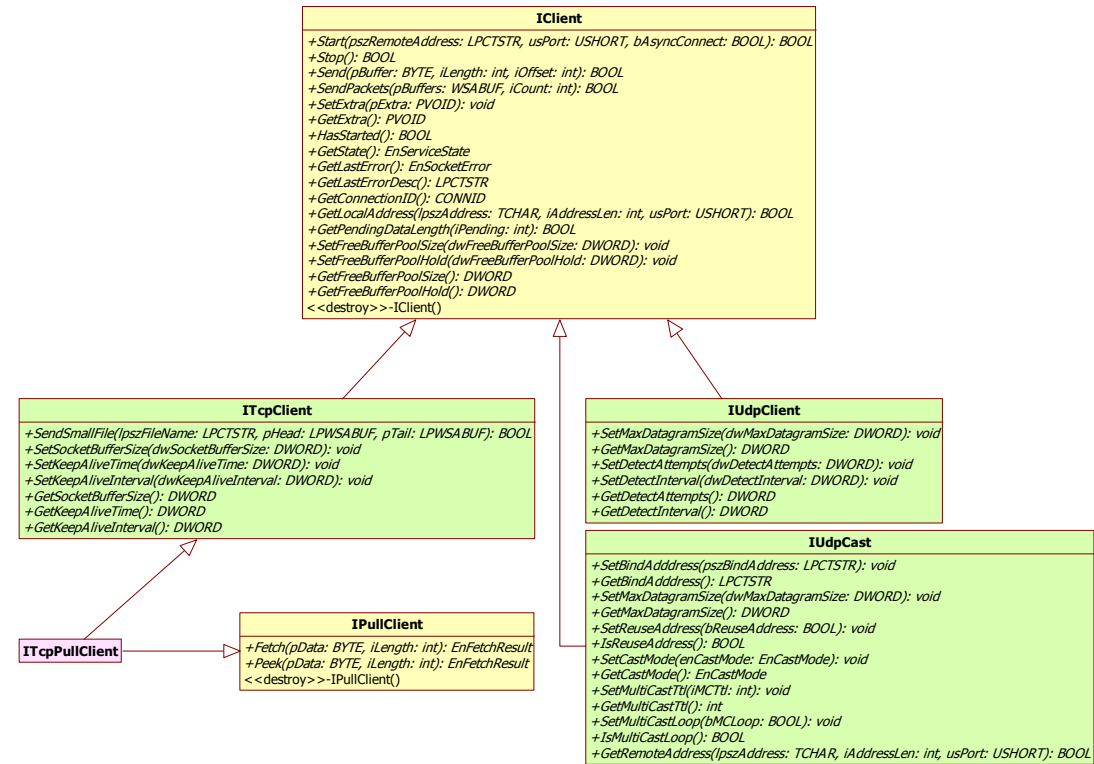 IClient
+Start(pszRemoteAddress: LPCTSTR, usPort: USHORT, bAsyncConnect: BOOL): BOOL
+Stop(): BOOL
+Send(pBuffer: BYTE, iLength: int, iOffset: int): BOOL
+SendPackets(pBuffers: WSABUF, iCount: int): BOOL
+SetExtra(pExtra: PVOID): void
+GetExtra(): PVOID
+HasStarted(): BOOL
+GetState(): EnServiceState
+GetLastError(): EnSocketError
+GetLastErrorDesc(): LPCTSTR
+GetConnectionID(): CONNID
+GetLocalAddress(lpszAddress: TCHAR, iAddressLen: int, usPort: USHORT): BOOL
+GetPendingDataLength(iPending: int): BOOL
+SetFreeBufferPoolSize(dwFreeBufferPoolSize: DWORD): void
+SetFreeBufferPoolHold(dwFreeBufferPoolHold: DWORD): void
+GetFreeBufferPoolSize(): DWORD
+GetFreeBufferPoolHold(): DWORD
<<destroy>>-IClient()
ITcpClient
+SendSmallFile(lpszFileName: LPCTSTR, pHead: LPWSABUF, pTail: LPWSABUF): BOOL
+SetSocketBufferSize(dwSocketBufferSize: DWORD): void
+SetKeepAliveTime(dwKeepAliveTime: DWORD): void
+SetKeepAliveInterval(dwKeepAliveInterval: DWORD): void
+GetSocketBufferSize(): DWORD
+GetKeepAliveTime(): DWORD
+GetKeepAliveInterval(): DWORD
IUdpClient
+SetMaxDatagramSize(dwMaxDatagramSize: DWORD): void
+GetMaxDatagramSize(): DWORD
+SetDetectAttempts(dwDetectAttempts: DWORD): void
+SetDetectInterval(dwDetectInterval: DWORD): void
+GetDetectAttempts(): DWORD
+GetDetectInterval(): DWORD
IUdpCast
+SetBindAdddress(pszBindAddress: LPCTSTR): void
+GetBindAdddress(): LPCTSTR
+SetMaxDatagramSize(dwMaxDatagramSize: DWORD): void
+GetMaxDatagramSize(): DWORD
+SetReuseAddress(bReuseAddress: BOOL): void
+IsReuseAddress(): BOOL
+SetCastMode(enCastMode: EnCastMode): void
+GetCastMode(): EnCastMode
+SetMultiCastTtl(iMCTtl: int): void
+GetMultiCastTtl(): int
+SetMultiCastLoop(bMCLoop: BOOL): void
+IsMultiCastLoop(): BOOL
+GetRemoteAddress(lpszAddress: TCHAR, iAddressLen: int, usPort: USHORT): BOOL
ITcpPullClient
IPullClient
+Fetch(pData: BYTE, iLength: int): EnFetchResult
+Peek(pData: BYTE, iLength: int): EnFetchResult
<<destroy>>-IPullClient()